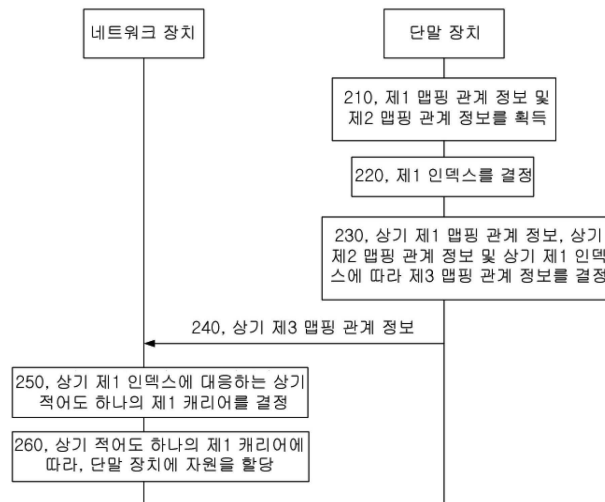 네트워크 장치
단말 장치
210, 제1 맵핑 관계 정보 및
제2 맵핑 관계 정보를 획득
220, 제1 인덱스를 결정
230, 상기 제1 맵핑 관계 정보, 상기
제2 맵핑 관계 정보 및 상기 제1 인덱
스에 따라 제3 맵핑 관계 정보를 결정
240, 상기 제3 맵핑 관계 정보
250, 상기 제1 인덱스에 대응하는 상기
적어도 하나의 제1 캐리어를 결정
260, 상기 적어도 하나의 제1 캐리어에
따라, 단말 장치에 자원을 할당